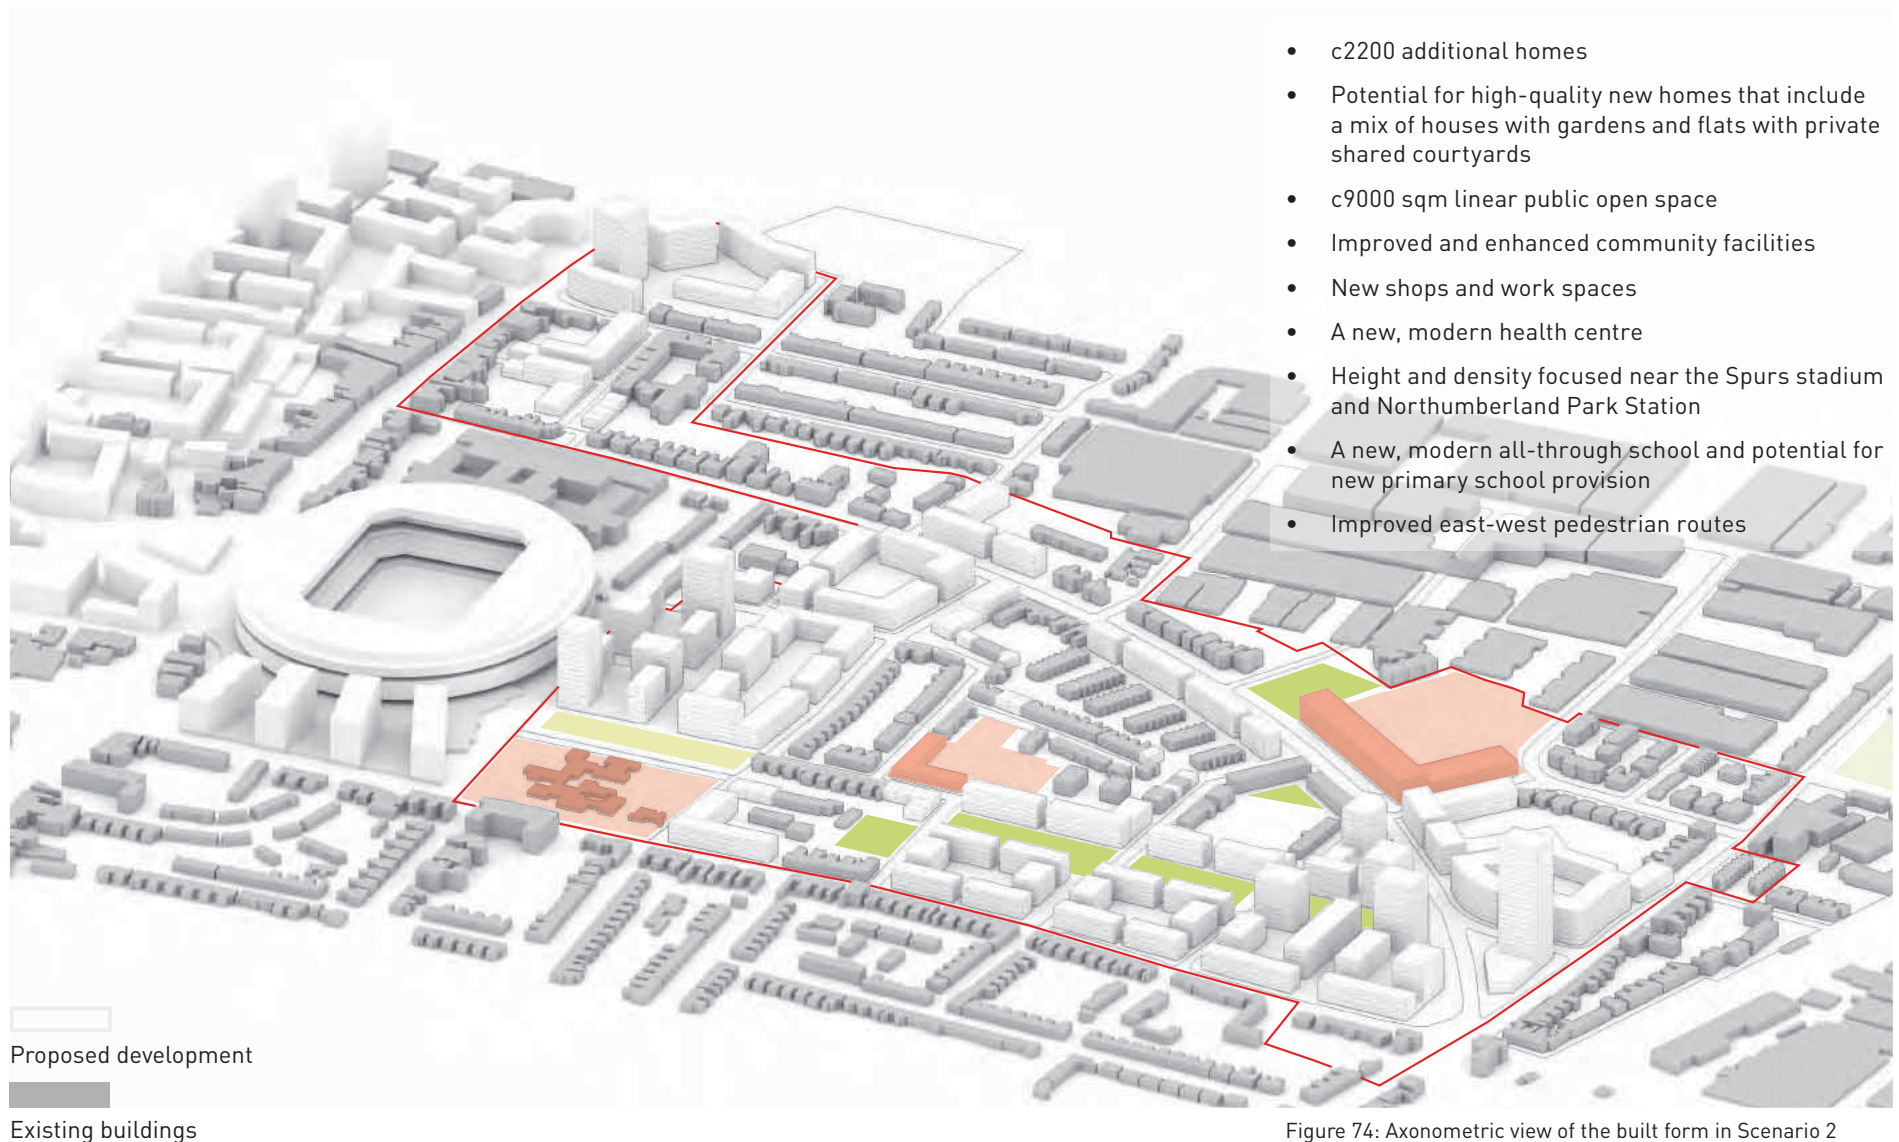 • c2200 additional homes
• Potential for high-quality new homes that include
a mix of houses with gardens and flats with private
shared courtyards
• c9000 sqm linear public open space
• Improved and enhanced community facilities
• New shops and work spaces
• A new, modern health centre
• Height and density focused near the Spurs stadium
and Northumberland Park Station
• A new, modern all-through school and potential for
new primary school provision
• Improved east-west pedestrian routes
Proposed development
Existing buildings
Figure 74: Axonometric view of the built form in Scenario 2